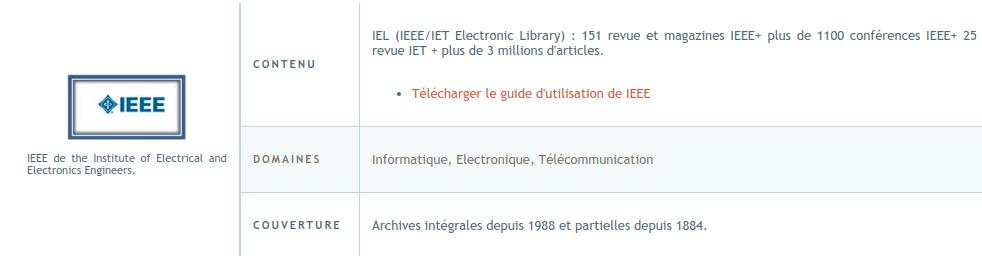 IEEE
IEEE de the Institute of Electrical and
Electronics Engineers.
CONTENU
IEL (IEEE/IET Electronic Library) : 151 revue et magazines IEEE+ plus de 1100 conférences IEEE+ 25
revue IET + plus de 3 millions d'articles.
• Télécharger le guide d'utilisation de IEEE
DOMAINES
Informatique, Electronique, Télécommunication
COUVERTURE
Archives intégrales depuis 1988 et partielles depuis 1884.